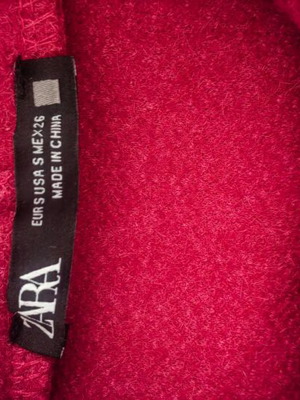 ZARA
EUR S USA S MEX 26
MADE IN CHINA